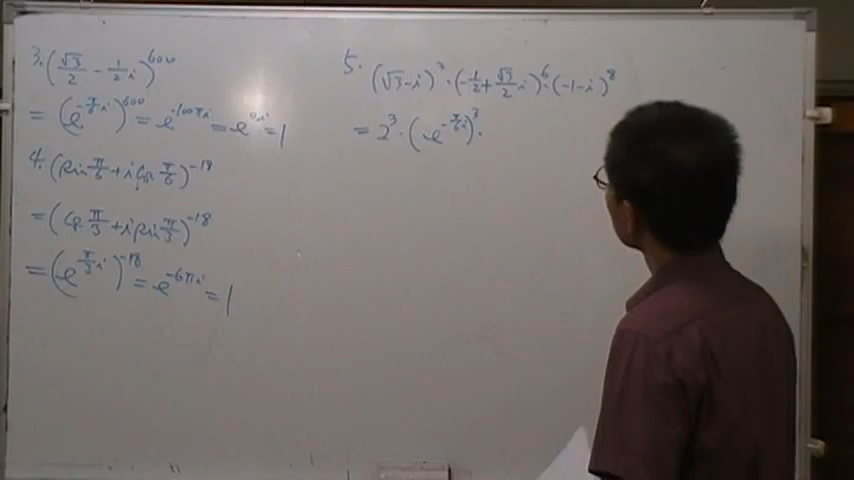 3. (√3/2 - 1/2 i)^600
= (e^(-π/6 i))^600 = e^(-100πi) = e^(0i) = 1
4. (sin π/6 + i cos π/6)^-18
= (cos π/3 + i sin π/3)^-18
= (e^(π/3 i))^-18 = e^(-6πi) = 1
5. (√3 - i)^3 · (-1/2 + √3/2 i)^6 · (-1 - i)^8
= 2^3 · (e^(-π/6 i))^3 ·